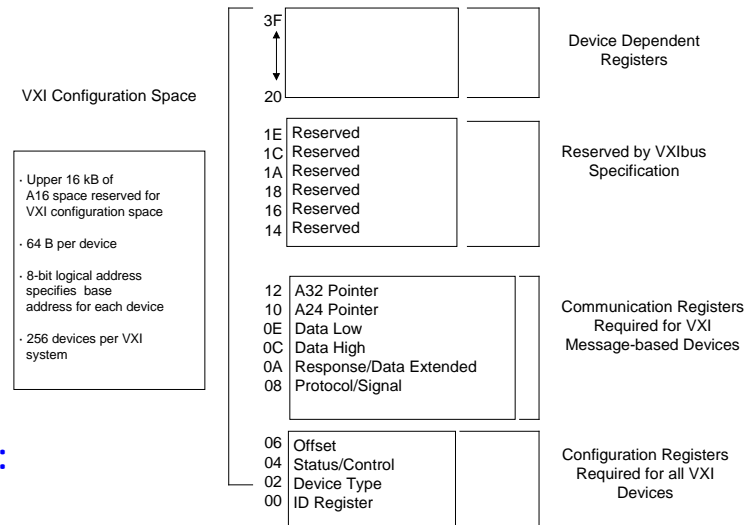 VXI Configuration Space
· Upper 16 kB of
A16 space reserved for
VXI configuration space
· 64 B per device
· 8-bit logical address
specifies base
address for each device
· 256 devices per VXI
system
:
3F
20
Device Dependent
Registers
1E Reserved
1C Reserved
1A Reserved
18 Reserved
16 Reserved
14 Reserved
Reserved by VXIbus
Specification
12 A32 Pointer
10 A24 Pointer
0E Data Low
0C Data High
0A Response/Data Extended
08 Protocol/Signal
Communication Registers
Required for VXI
Message-based Devices
06 Offset
04 Status/Control
02 Device Type
00 ID Register
Configuration Registers
Required for all VXI
Devices